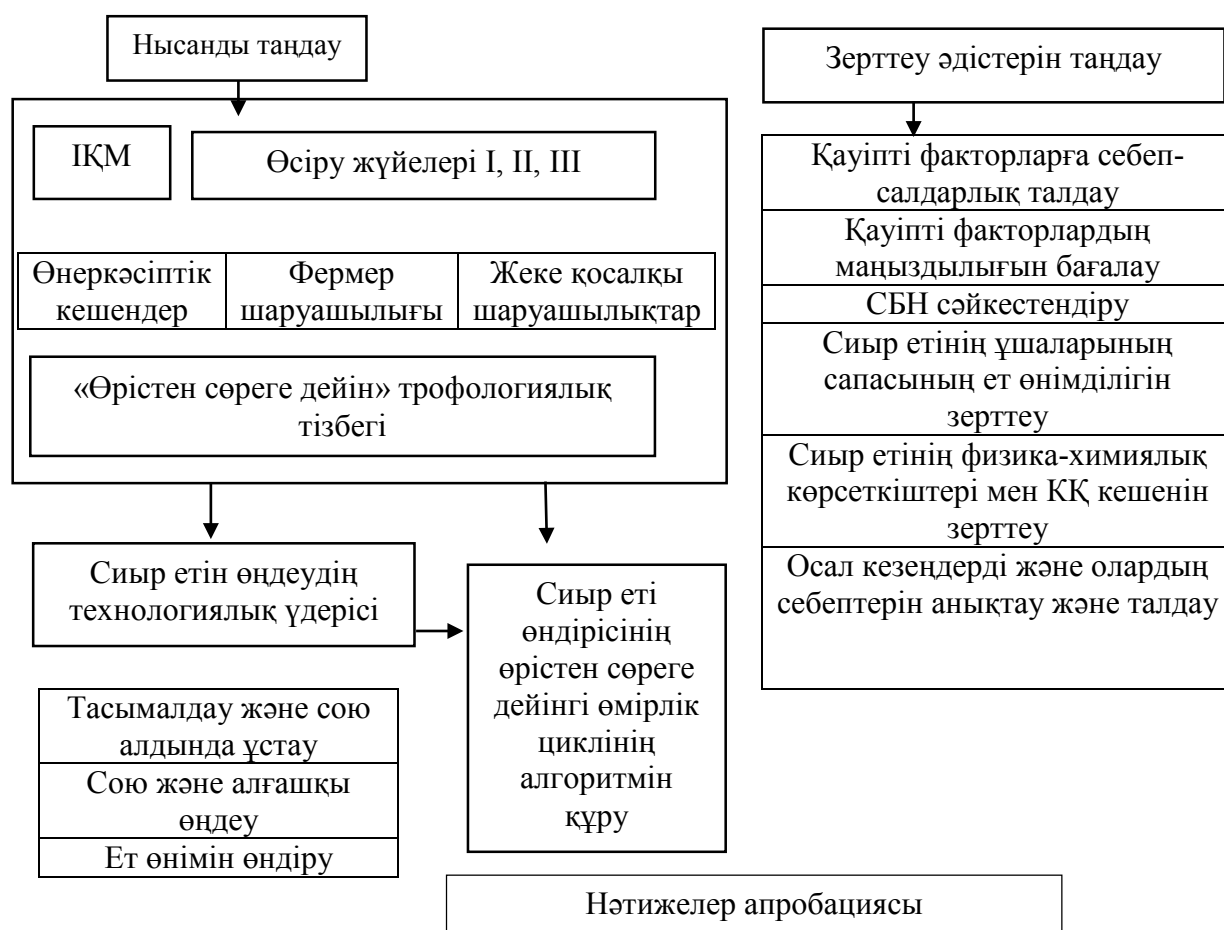 Нысанды таңдау
ІҚМ
Өсіру жүйелері І, ІІ, ІІІ
Өнеркәсіптік
кешендер
Фермер
шаруашылығы
Жеке қосалқы
шаруашылықтар
«Өрістен сөреге дейін» трофологиялық
тізбегі
Сиыр етін өңдеудің
технологиялық үдерісі
Тасымалдау және сою
алдында ұстау
Сою және алғашқы
өңдеу
Ет өнімін өндіру
Сиыр еті
өндірісінің
өрістен сөреге
дейінгі өмірлік
циклінің
алгоритмін
құру
Зерттеу әдістерін таңдау
Қауіпті факторларға себеп-
салдарлық талдау
Қауіпті факторлардың
маңыздылығын бағалау
СБН сәйкестендіру
Сиыр етінің ұшаларының
сапасының ет өнімділігін
зерттеу
Сиыр етінің физика-химиялық
көрсеткіштері мен КҚ кешенін
зерттеу
Осал кезеңдерді және олардың
себептерін анықтау және талдау
Нәтижелер апробациясы